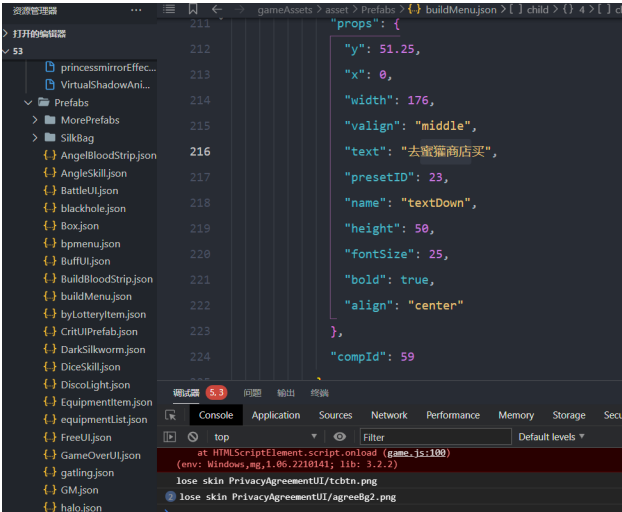 资源管理器 ···
gameAssets > asset > Prefabs > {..} buildMenu.json > [ ] child > {} 4 > [ ]
打开的编辑器
53
princessmirrorEffec...
VirtualShadowAni...
Prefabs
MorePrefabs
SilkBag
{..} AngelBloodStrip.json
{..} AngleSkill.json
{..} BattleUI.json
{..} blackhole.json
{..} Box.json
{..} bpmenu.json
{..} BuffUI.json
{..} BuildBloodStrip.json
{..} buildMenu.json
{..} byLotteryItem.json
{..} CritUIPrefab.json
{..} DarkSilkworm.json
{..} DiceSkill.json
{..} DiscoLight.json
{..} EquipmentItem.json
{..} equipmentList.json
{..} FreeUI.json
{..} GameOverUI.json
{..} gatling.json
{..} GM.json
{..} halo.json
211 "props": {
212 "y": 51.25,
213 "x": 0,
214 "width": 176,
215 "valign": "middle",
216 "text": "去蜜獾商店买",
217 "presetID": 23,
218 "name": "textDown",
219 "height": 50,
220 "fontSize": 25,
221 "bold": true,
222 "align": "center"
223 },
224 "compId": 59
调试器 5, 3 问题 输出 终端
Console Application Sources Network Performance Memory Storage Secu
top Filter Default levels
at HTMLScriptElement.script.onload (game.js:100)
(env: Windows,mg,1.06.2210141; lib: 3.2.2)
lose skin PrivacyAgreementUI/tcbtn.png
2 lose skin PrivacyAgreementUI/agreeBg2.png